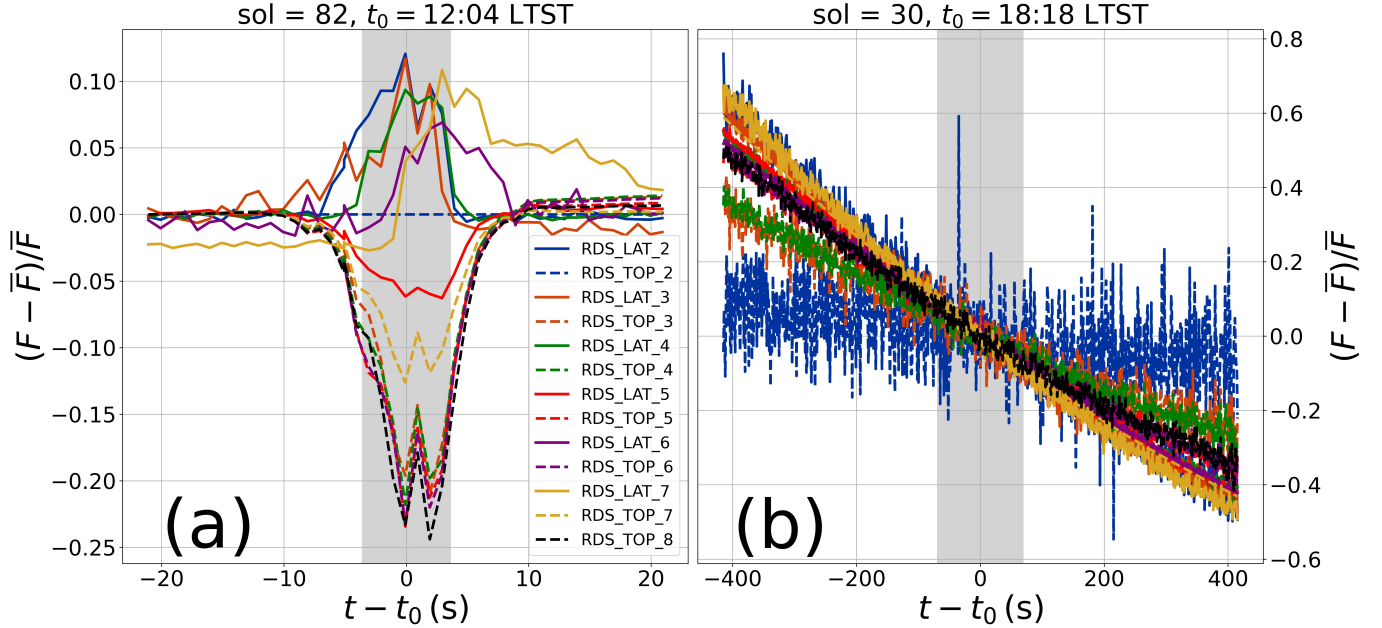 sol = 82, t₀ = 12:04 LTST
(F − F̅)/F̅
0.10
0.05
0.00
−0.05
−0.10
−0.15
−0.20
−0.25
RDS_LAT_2
RDS_TOP_2
RDS_LAT_3
RDS_TOP_3
RDS_LAT_4
RDS_TOP_4
RDS_LAT_5
RDS_TOP_5
RDS_LAT_6
RDS_TOP_6
RDS_LAT_7
RDS_TOP_7
RDS_TOP_8
(a)
−20 −10 0 10 20
t − t₀ (s)
sol = 30, t₀ = 18:18 LTST
0.8
0.6
0.4
0.2
0.0
−0.2
−0.4
−0.6
(F − F̅)/F̅
(b)
−400 −200 0 200 400
t − t₀ (s)